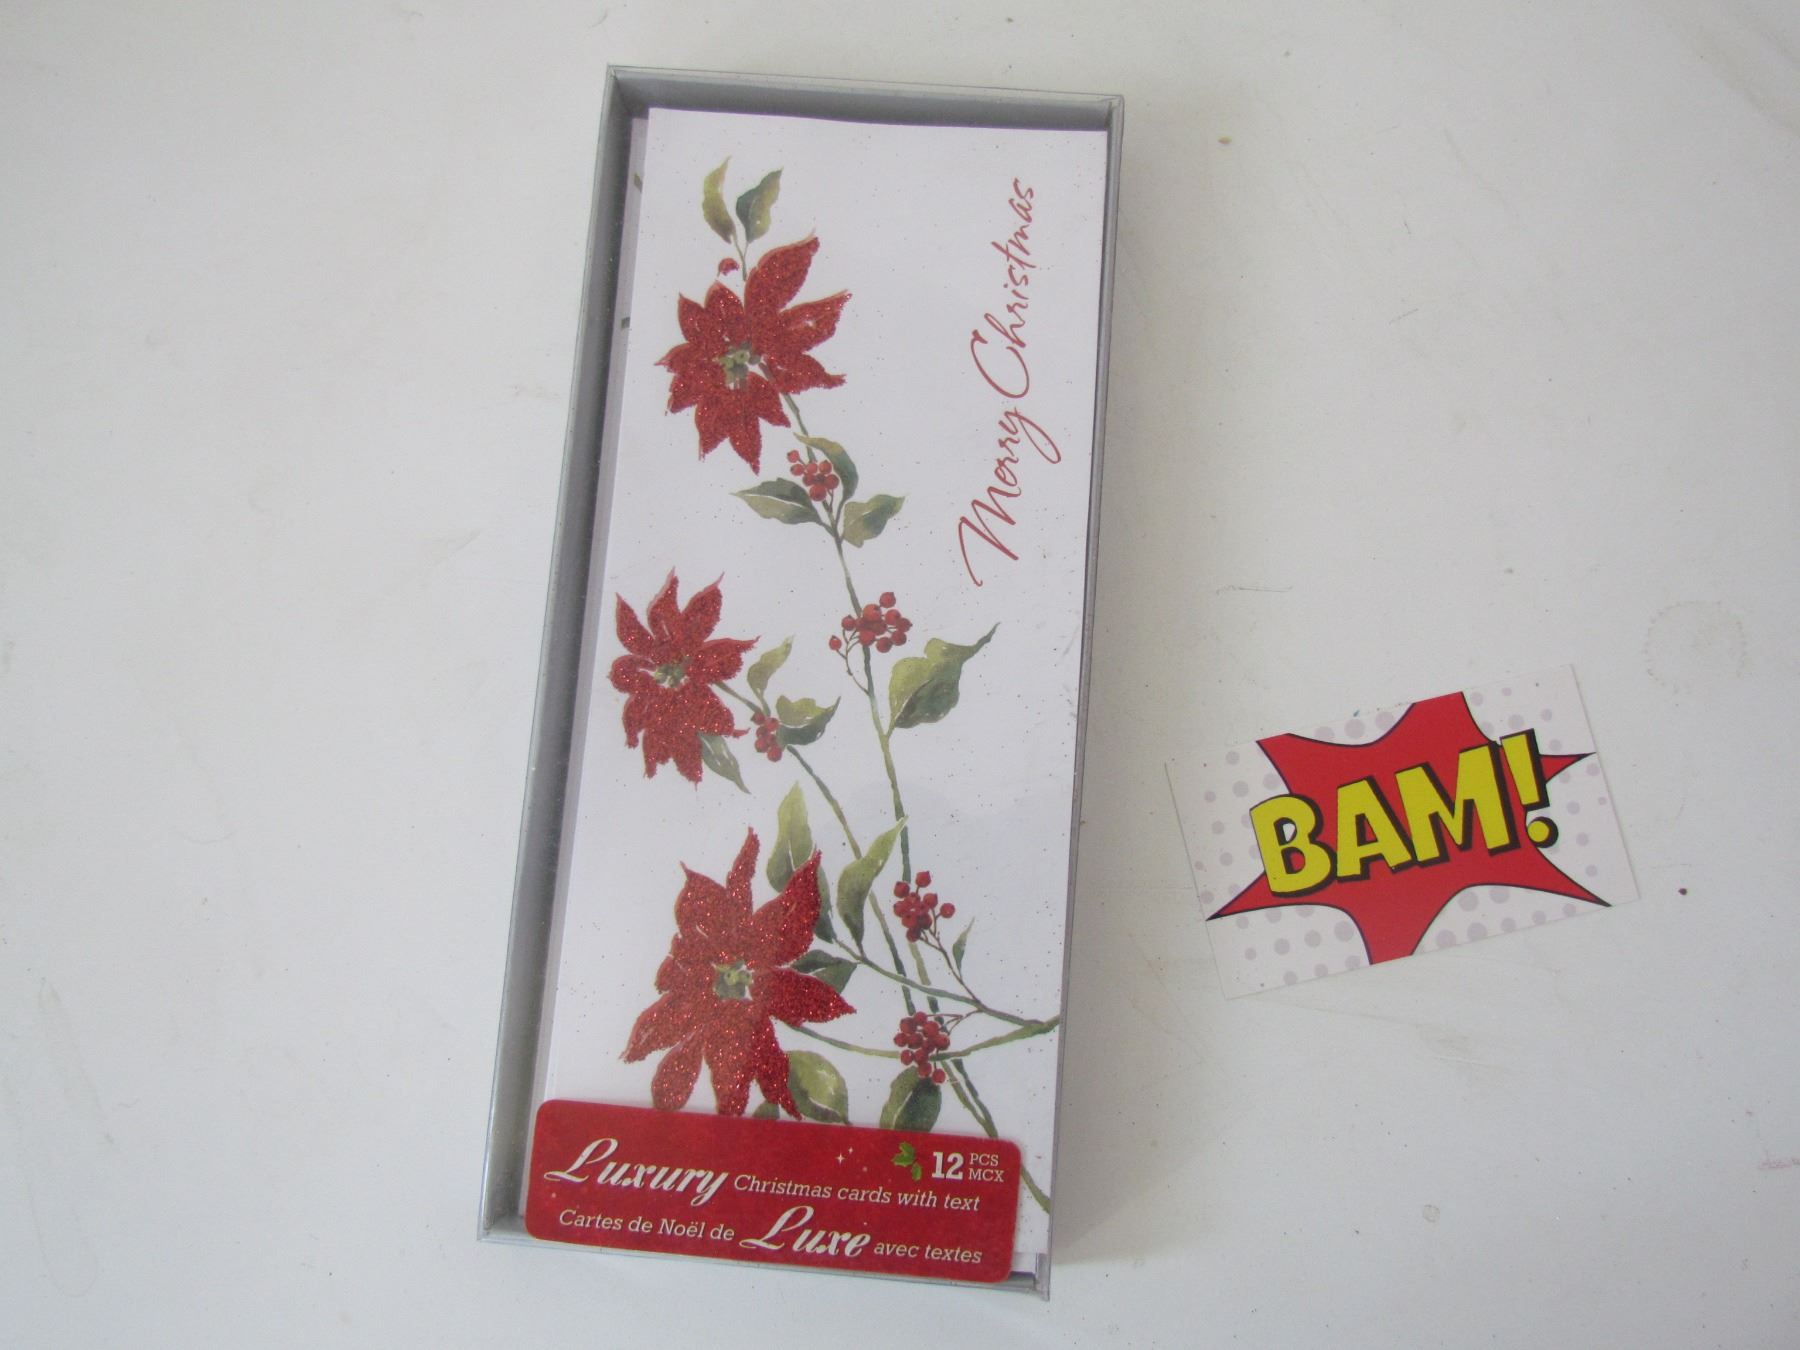 Merry Christmas
Luxury Christmas cards with text
12 PCS
MCX
Cartes de Noël de Luxe avec textes
BAM!